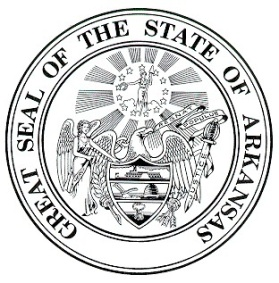 GREAT SEAL OF THE STATE OF ARKANSAS